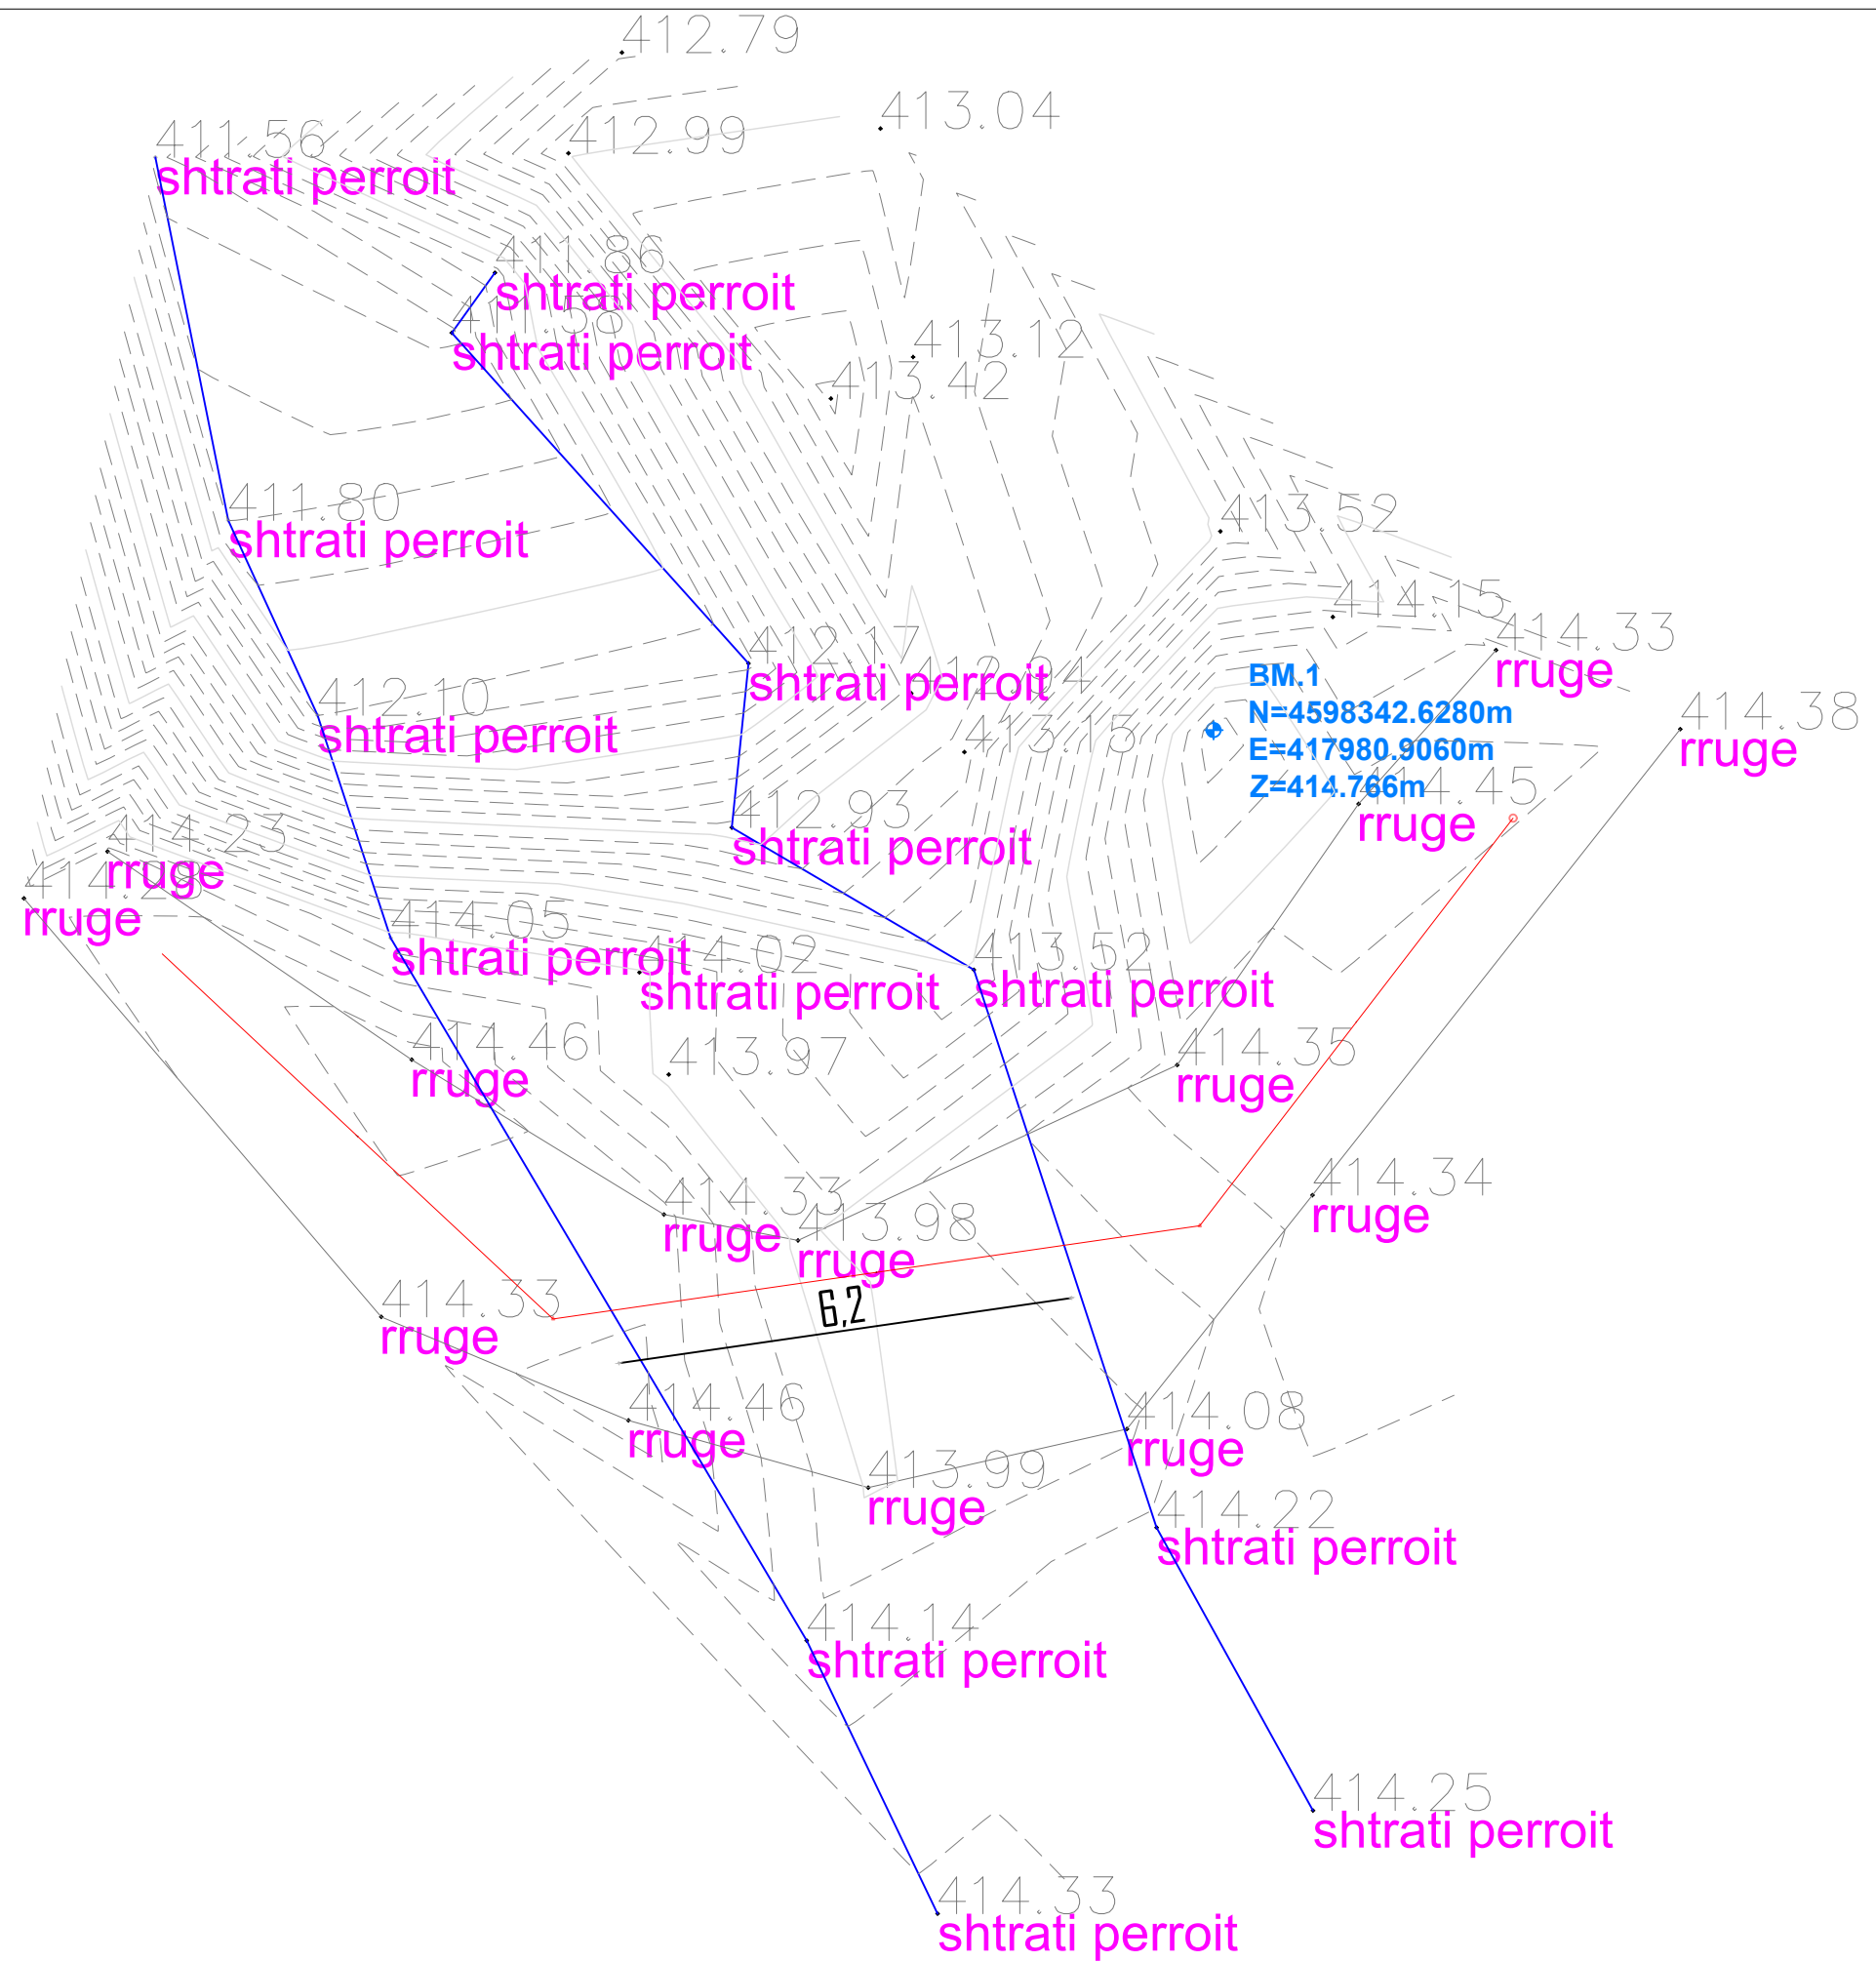 412.79
413.04
412.99
411.56
shtrati perroit
411.86
shtrati perroit
411.58
shtrati perroit
413.12
413.42
411.80
shtrati perroit
413.52
414.15
414.33
rruge
412.17
shtrati perroit
412.94
BM.1
N=4598342.6280m
E=417980.9060m
Z=414.766m
412.10
shtrati perroit
414.38
rruge
413.15
414.45
rruge
412.93
shtrati perroit
414.23
rruge
rruge
414.05
shtrati perroit
414.02
shtrati perroit
413.52
shtrati perroit
414.46
rruge
413.97
414.35
rruge
414.33
rruge
413.98
rruge
414.34
rruge
6,2
414.33
rruge
414.46
rruge
414.08
rruge
413.99
rruge
414.22
shtrati perroit
414.14
shtrati perroit
414.25
shtrati perroit
414.33
shtrati perroit